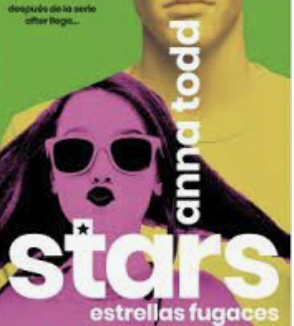 después de la serie
after llega...
anna todd
stars
estrellas fugaces